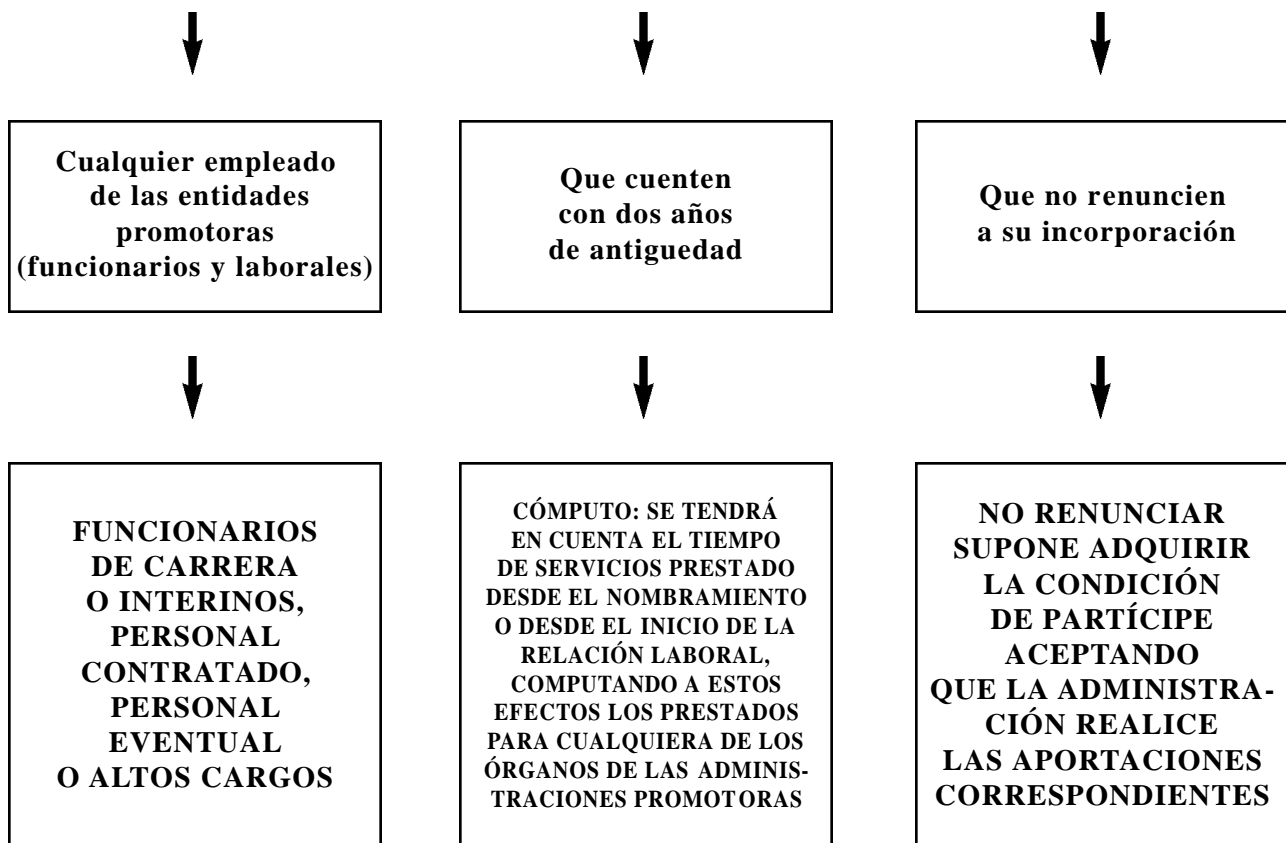 Cualquier empleado
de las entidades
promotoras
(funcionarios y laborales)
Que cuenten
con dos años
de antiguedad
Que no renuncien
a su incorporación
FUNCIONARIOS
DE CARRERA
O INTERINOS,
PERSONAL
CONTRATADO,
PERSONAL
EVENTUAL
O ALTOS CARGOS
CÓMPUTO: SE TENDRÁ
EN CUENTA EL TIEMPO
DE SERVICIOS PRESTADO
DESDE EL NOMBRAMIENTO
O DESDE EL INICIO DE LA
RELACIÓN LABORAL,
COMPUTANDO A ESTOS
EFECTOS LOS PRESTADOS
PARA CUALQUIERA DE LOS
ÓRGANOS DE LAS ADMINIS-
TRACIONES PROMOTORAS
NO RENUNCIAR
SUPONE ADQUIRIR
LA CONDICIÓN
DE PARTÍCIPE
ACEPTANDO
QUE LA ADMINISTRA-
CIÓN REALICE
LAS APORTACIONES
CORRESPONDIENTES